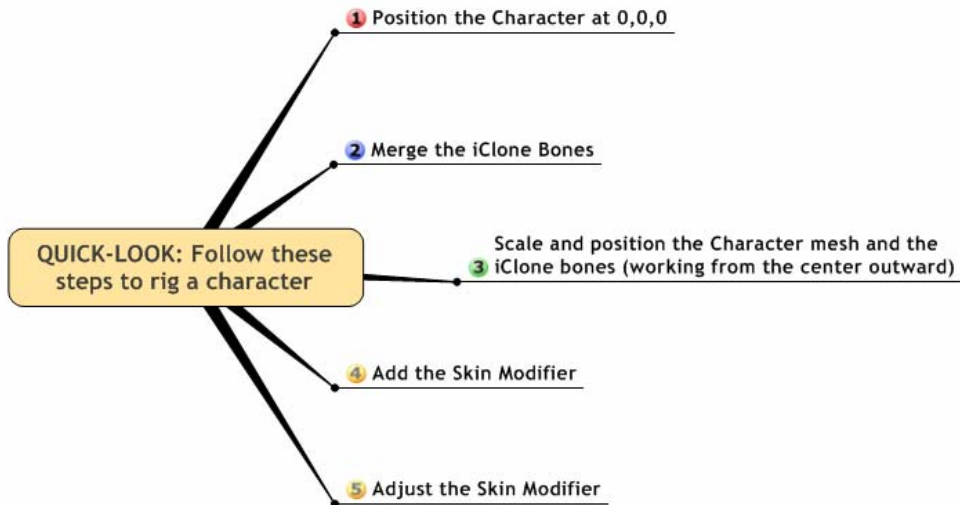 1 Position the Character at 0,0,0
2 Merge the iClone Bones
QUICK-LOOK: Follow these
steps to rig a character
Scale and position the Character mesh and the
3 iClone bones (working from the center outward)
4 Add the Skin Modifier
5 Adjust the Skin Modifier